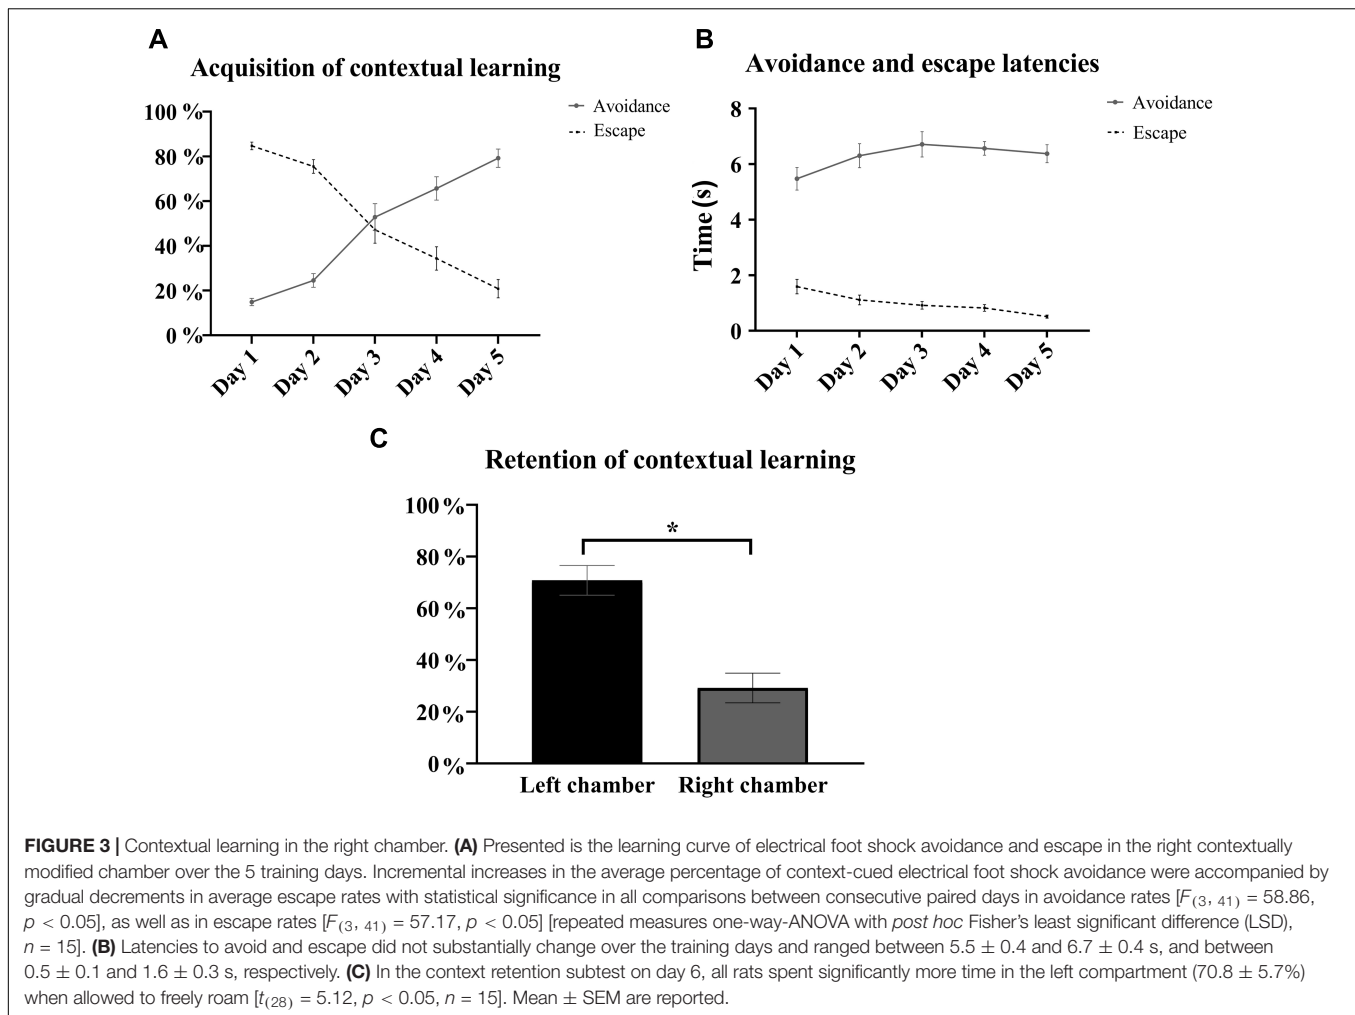 A
Acquisition of contextual learning
100 %
80 %
60 %
40 %
20 %
0 %
Day 1
Day 2
Day 3
Day 4
Day 5
Avoidance
Escape
B
Avoidance and escape latencies
Time (s)
8
6
4
2
0
Day 1
Day 2
Day 3
Day 4
Day 5
Avoidance
Escape
C
Retention of contextual learning
100 %
80 %
60 %
40 %
20 %
0 %
*
Left chamber
Right chamber
FIGURE 3 | Contextual learning in the right chamber. (A) Presented is the learning curve of electrical foot shock avoidance and escape in the right contextually
modified chamber over the 5 training days. Incremental increases in the average percentage of context-cued electrical foot shock avoidance were accompanied by
gradual decrements in average escape rates with statistical significance in all comparisons between consecutive paired days in avoidance rates [F(3, 41) = 58.86,
p < 0.05], as well as in escape rates [F(3, 41) = 57.17, p < 0.05] [repeated measures one-way-ANOVA with post hoc Fisher's least significant difference (LSD),
n = 15]. (B) Latencies to avoid and escape did not substantially change over the training days and ranged between 5.5 ± 0.4 and 6.7 ± 0.4 s, and between
0.5 ± 0.1 and 1.6 ± 0.3 s, respectively. (C) In the context retention subtest on day 6, all rats spent significantly more time in the left compartment (70.8 ± 5.7%)
when allowed to freely roam [t(28) = 5.12, p < 0.05, n = 15]. Mean ± SEM are reported.